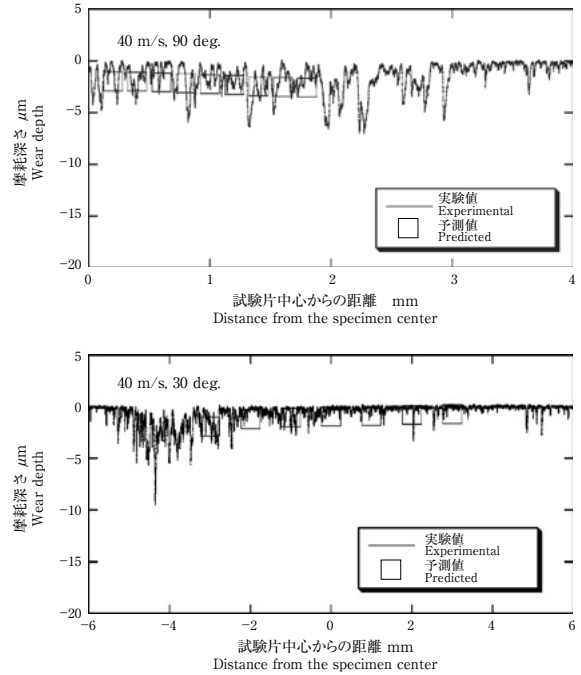 5
0
−5
−10
−15
−20
摩耗深さ μm
Wear depth
40 m/s, 90 deg.
実験値
Experimental
予測値
Predicted
0
1
2
3
4
試験片中心からの距離 mm
Distance from the specimen center
5
0
−5
−10
−15
−20
摩耗深さ μm
Wear depth
40 m/s, 30 deg.
実験値
Experimental
予測値
Predicted
−6
−4
−2
0
2
4
6
試験片中心からの距離 mm
Distance from the specimen center